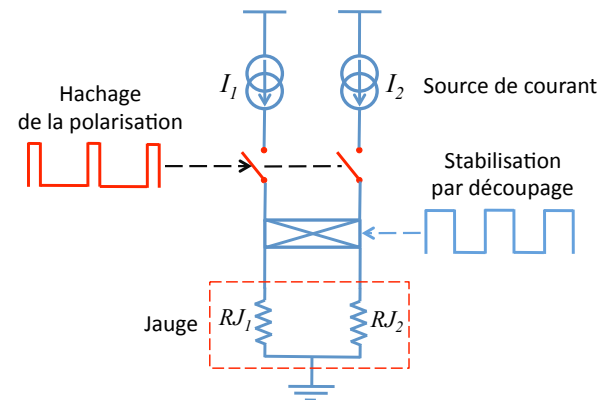 I1
I2
Source de courant
Hachage
de la polarisation
Stabilisation
par découpage
Jauge
RJ1
RJ2